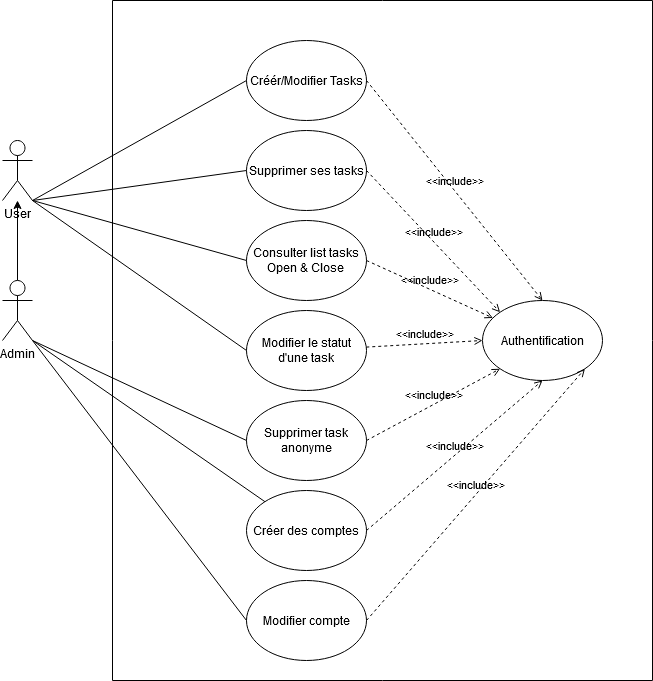 Créér/Modifier Tasks
Supprimer ses tasks
<<include>>
User
<<include>>
Consulter list tasks
Open & Close
<<include>>
<<include>>
Modifier le statut
d'une task
Authentification
Admin
<<include>>
Supprimer task
anonyme
<<include>>
<<include>>
Créer des comptes
Modifier compte